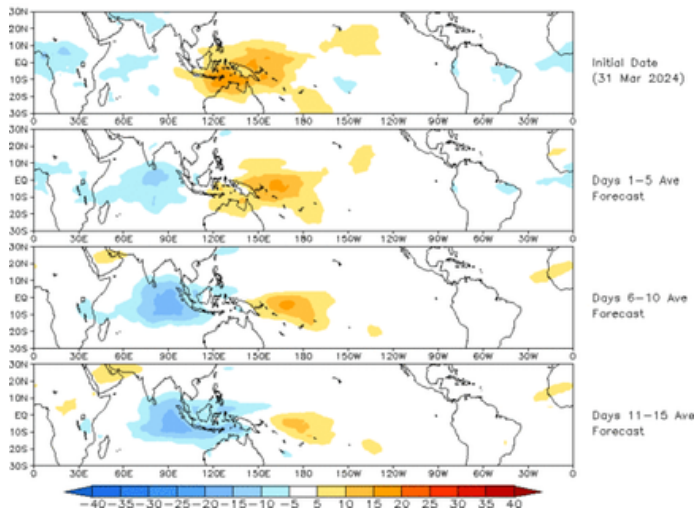 30N
20N
10N
EQ
10S
20S
30S
0 30E 60E 90E 120E 150E 180 150W 120W 90W 60W 30W 0
Initial Date
(31 Mar 2024)
30N
20N
10N
EQ
10S
20S
30S
0 30E 60E 90E 120E 150E 180 150W 120W 90W 60W 30W 0
Days 1-5 Ave
Forecast
30N
20N
10N
EQ
10S
20S
30S
0 30E 60E 90E 120E 150E 180 150W 120W 90W 60W 30W 0
Days 6-10 Ave
Forecast
30N
20N
10N
EQ
10S
20S
30S
0 30E 60E 90E 120E 150E 180 150W 120W 90W 60W 30W 0
Days 11-15 Ave
Forecast
-40 -35 -30 -25 -20 -15 -10 -5 5 10 15 20 25 30 35 40